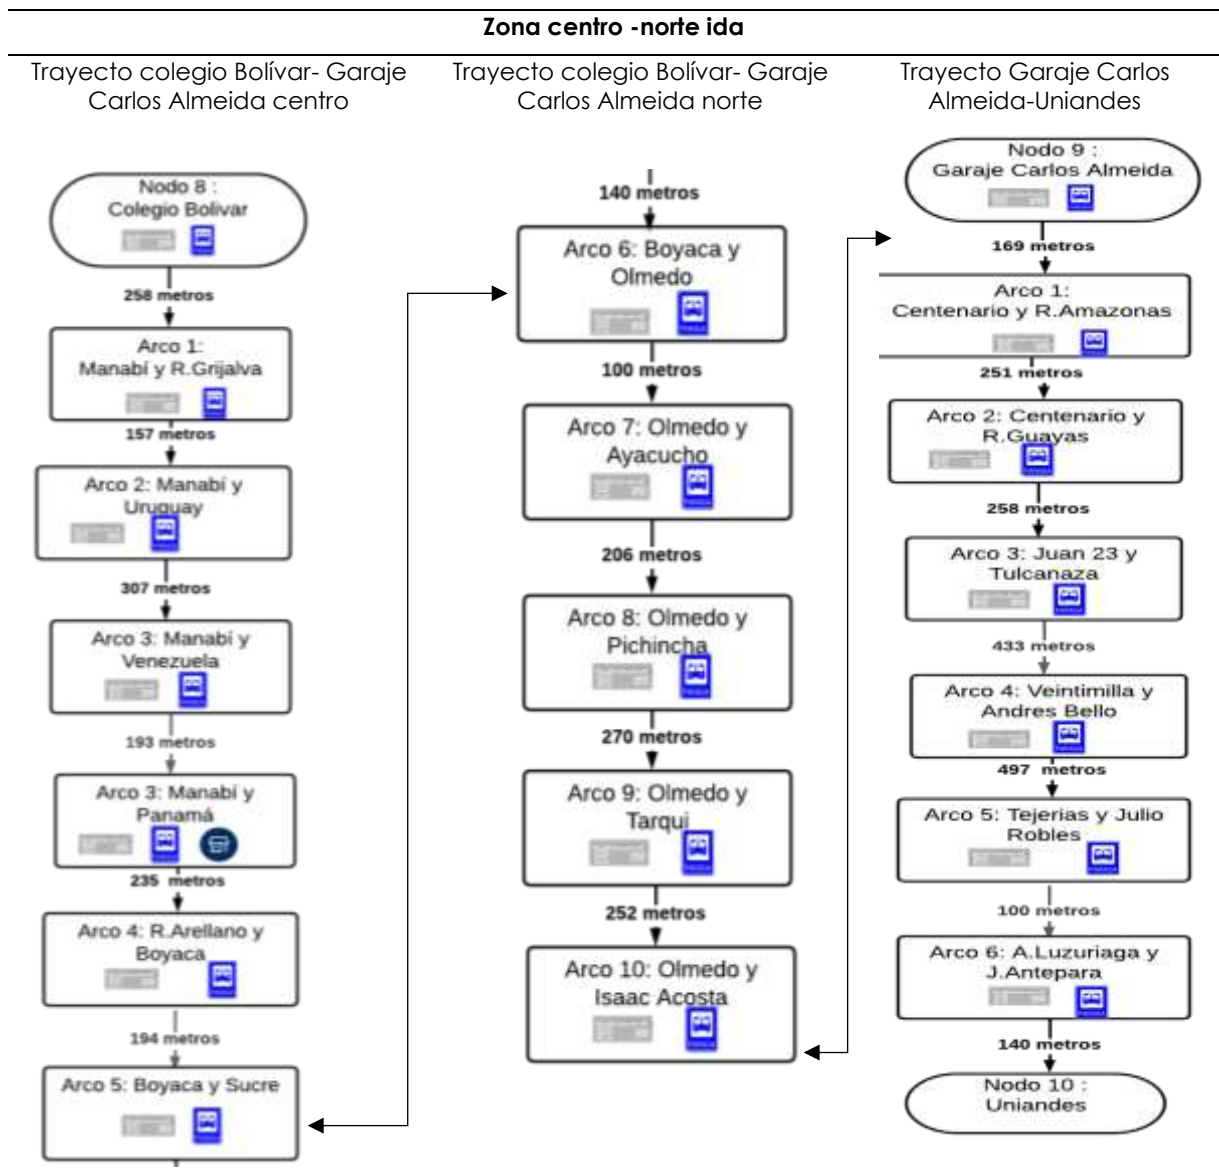 Zona centro -norte ida
Trayecto colegio Bolívar- Garaje
Carlos Almeida centro
Nodo 8 :
Colegio Bolivar
258 metros
Arco 1:
Manabí y R.Grijalva
157 metros
Arco 2: Manabí y
Uruguay
307 metros
Arco 3: Manabí y
Venezuela
193 metros
Arco 3: Manabí y
Panamá
235 metros
Arco 4: R.Arellano y
Boyaca
194 metros
Arco 5: Boyaca y Sucre
Trayecto colegio Bolívar- Garaje
Carlos Almeida norte
140 metros
Arco 6: Boyaca y
Olmedo
100 metros
Arco 7: Olmedo y
Ayacucho
206 metros
Arco 8: Olmedo y
Pichincha
270 metros
Arco 9: Olmedo y
Tarqui
252 metros
Arco 10: Olmedo y
Isaac Acosta
Trayecto Garaje Carlos
Almeida-Uniandes
Nodo 9 :
Garaje Carlos Almeida
169 metros
Arco 1:
Centenario y R.Amazonas
251 metros
Arco 2: Centenario y
R.Guayas
258 metros
Arco 3: Juan 23 y
Tulcanaza
433 metros
Arco 4: Veintimilla y
Andres Bello
497 metros
Arco 5: Tejerias y Julio
Robles
100 metros
Arco 6: A.Luzuriaga y
J.Antepara
140 metros
Nodo 10 :
Uniandes